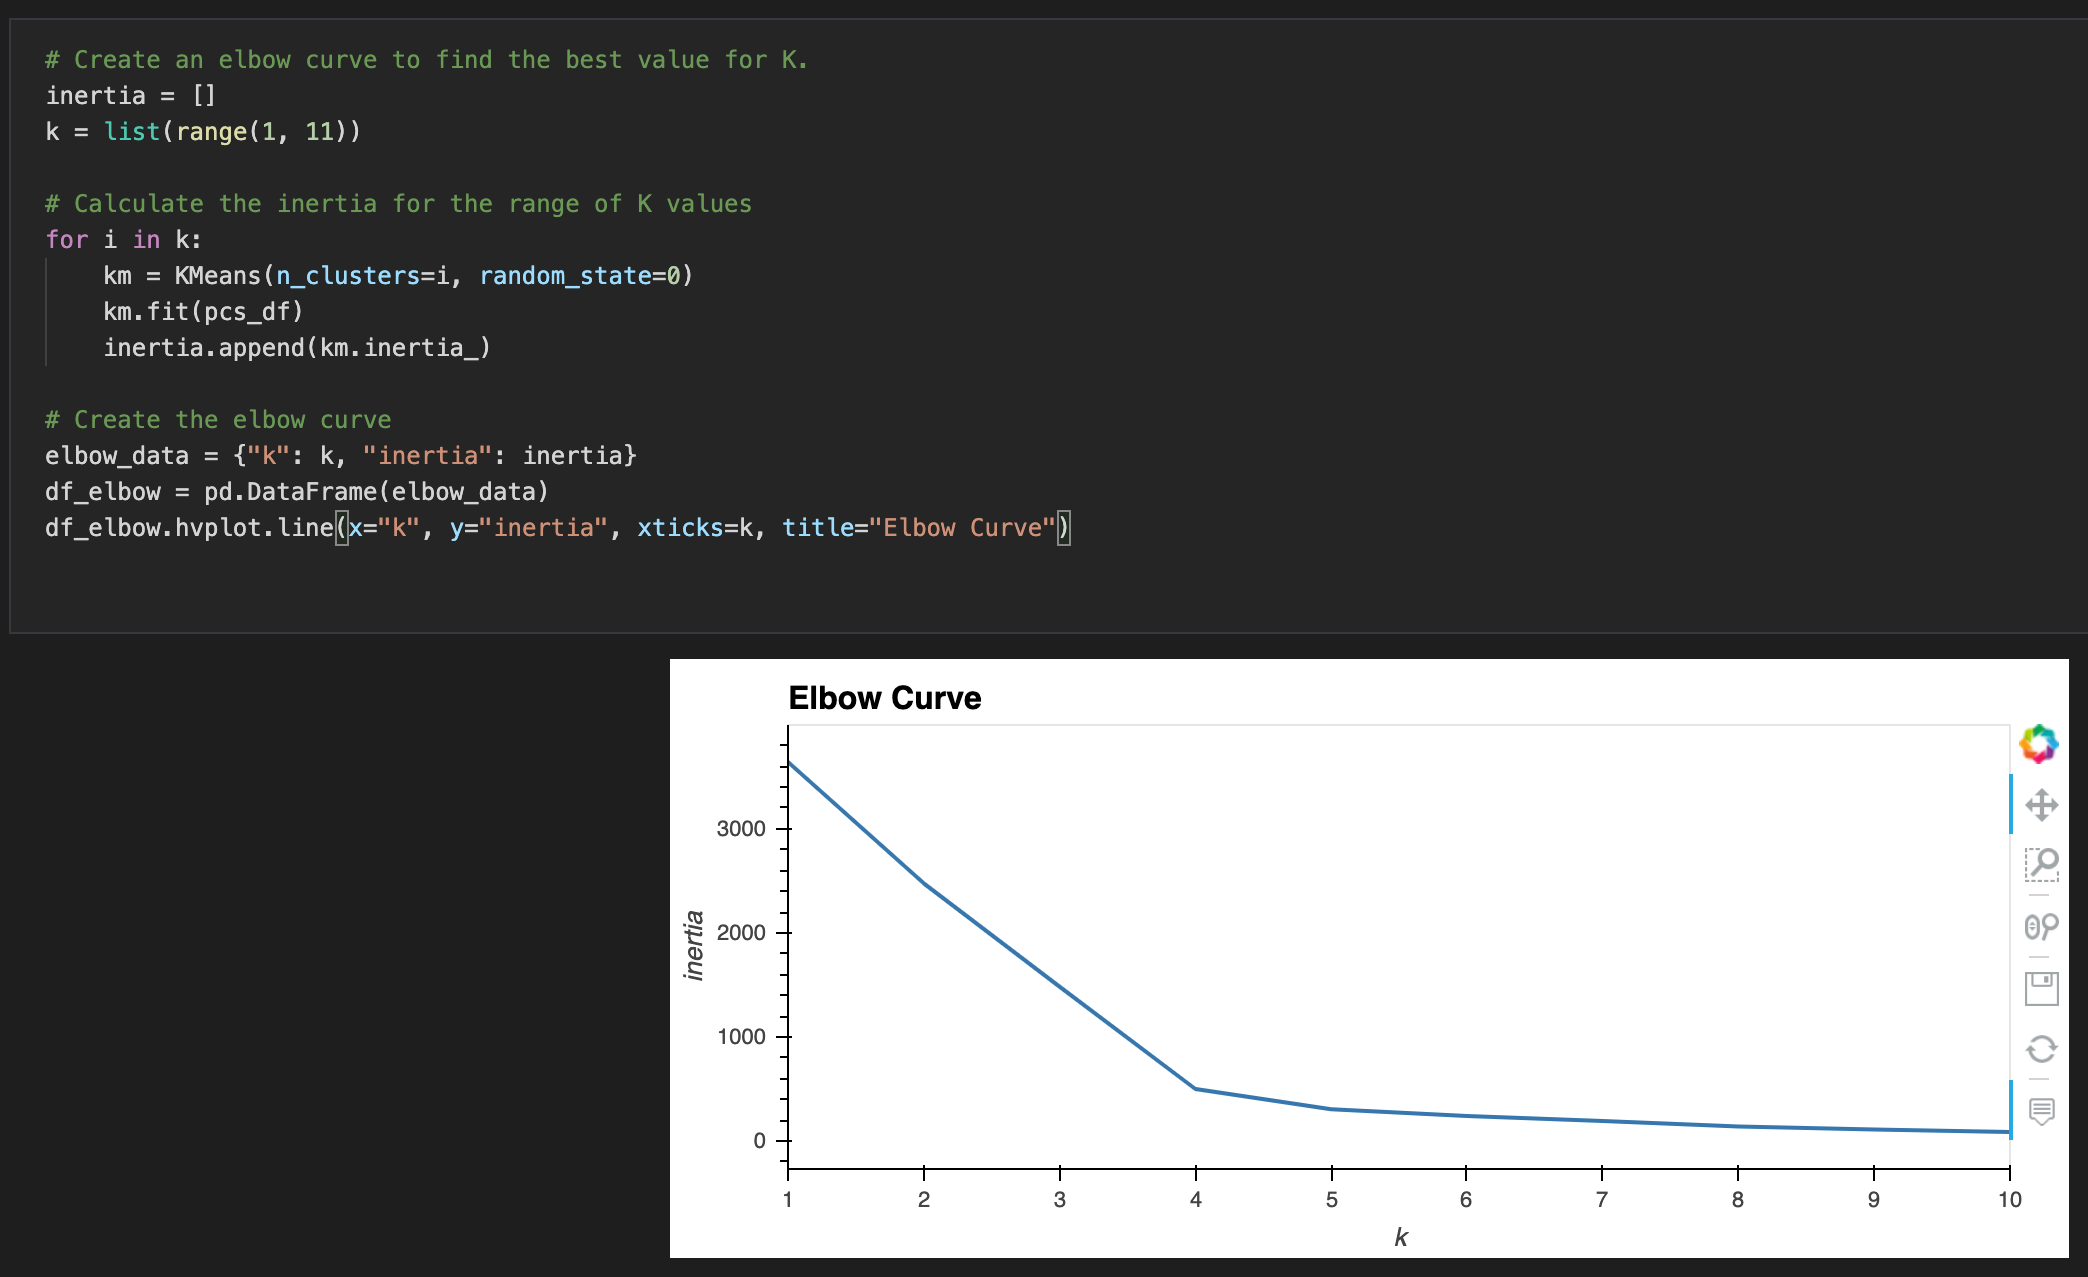 # Create an elbow curve to find the best value for K.
inertia = []
k = list(range(1, 11))
# Calculate the inertia for the range of K values
for i in k:
    km = KMeans(n_clusters=i, random_state=0)
    km.fit(pcs_df)
    inertia.append(km.inertia_)
# Create the elbow curve
elbow_data = {"k": k, "inertia": inertia}
df_elbow = pd.DataFrame(elbow_data)
df_elbow.hvplot.line(x="k", y="inertia", xticks=k, title="Elbow Curve")
Elbow Curve
3000
2000
1000
0
inertia
1 2 3 4 5 6 7 8 9 10
k